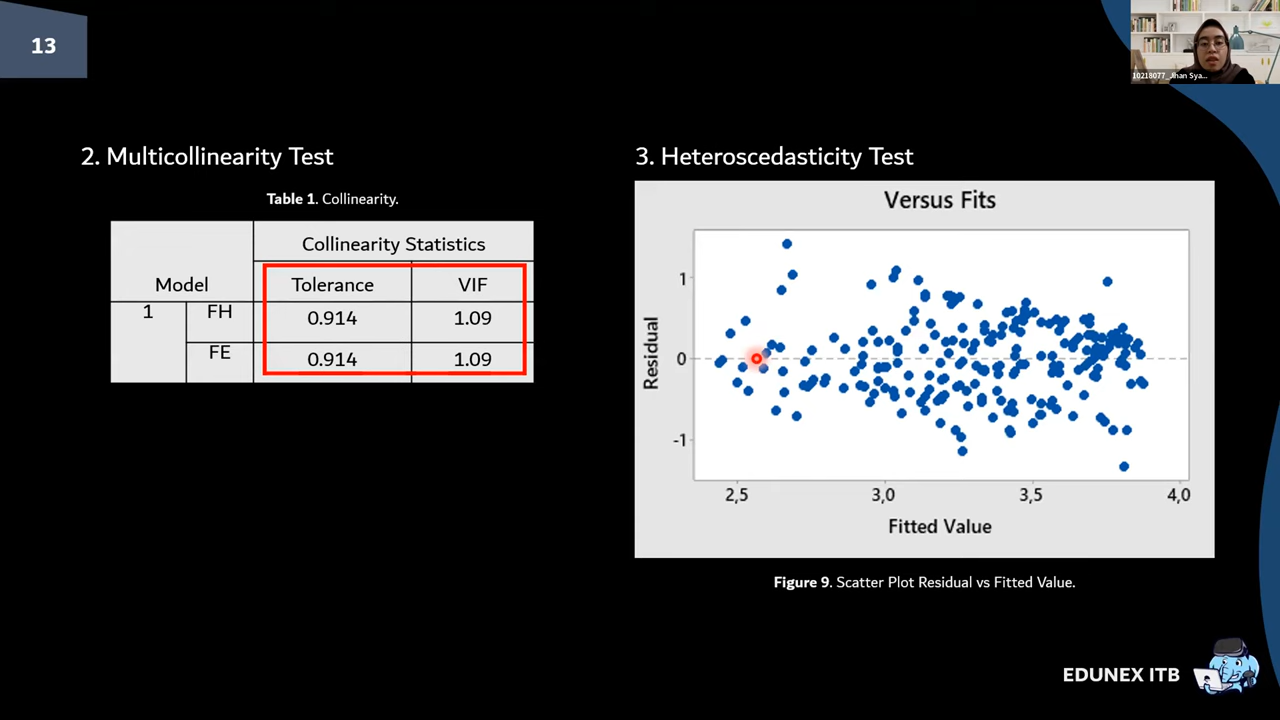 13
10218077_Jihan Sya...
2. Multicollinearity Test
Table 1. Collinearity.
Model
Collinearity Statistics
Tolerance VIF
1 FH 0.914 1.09
FE 0.914 1.09
3. Heteroscedasticity Test
Versus Fits
Residual
1
0
-1
2,5 3,0 3,5 4,0
Fitted Value
Figure 9. Scatter Plot Residual vs Fitted Value.
EDUNEX ITB